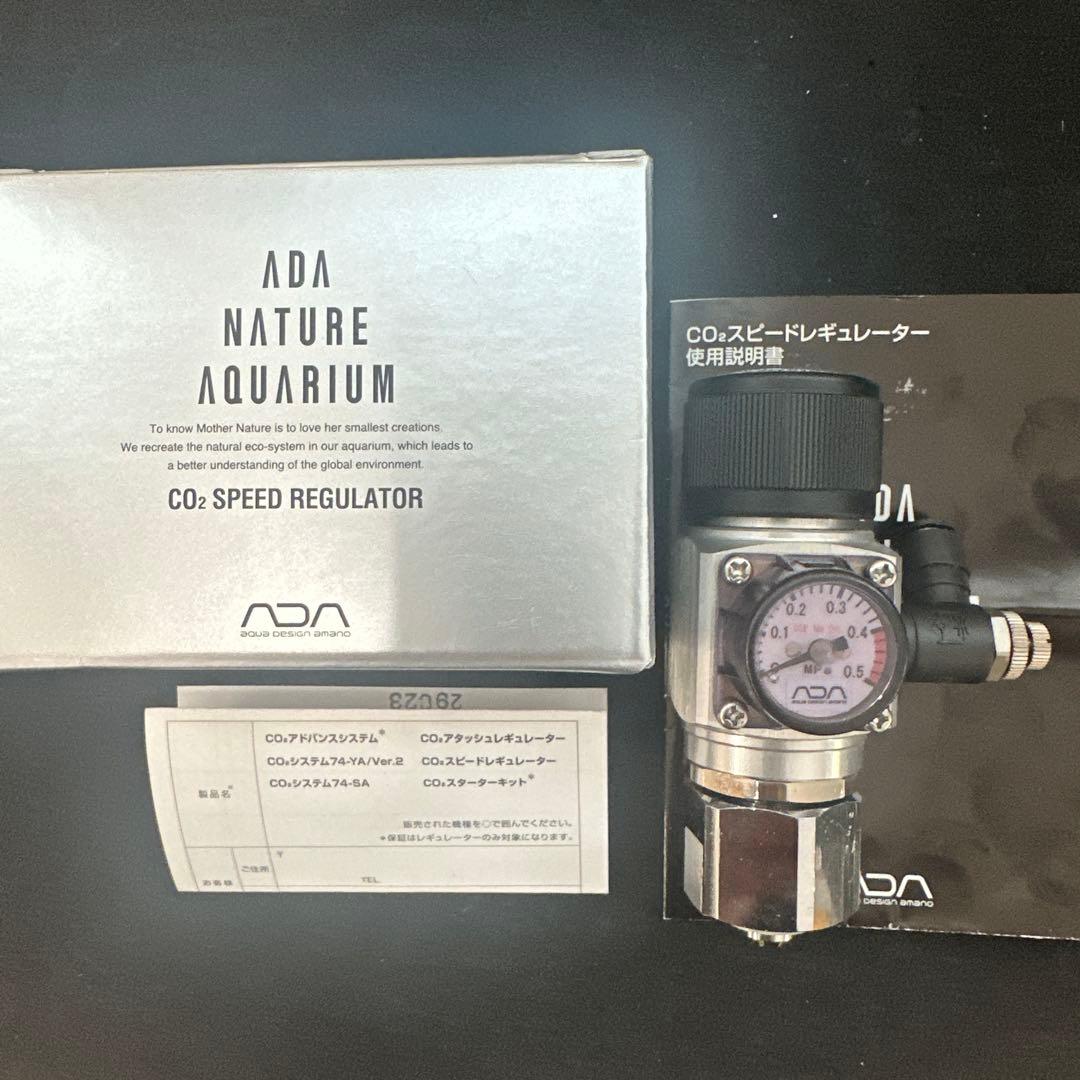 ADA
NATURE
AQUARIUM
To know Mother Nature is to love her smallest creations.
We recreate the natural eco-system in our aquarium, which leads to
a better understanding of the global environment.
CO₂ SPEED REGULATOR
ADA
aqua design amano
CO₂スピードレギュレーター
使用説明書
DA
0.1
0.2
0.3
0.4
0.5
0
MPa
ADA
aqua design amano
ADA
design amano
29023
製品名※
CO₂アドバンスシステム※ CO₂アタッシュレギュレーター
CO₂システム74-YA/Ver.2 CO₂スピードレギュレーター
CO₂システム74-SA CO₂スターターキット※
販売された機種を○で囲んでください。
※保証はレギュレーターのみ対象になります。
お客様
ご住所
〒
TEL